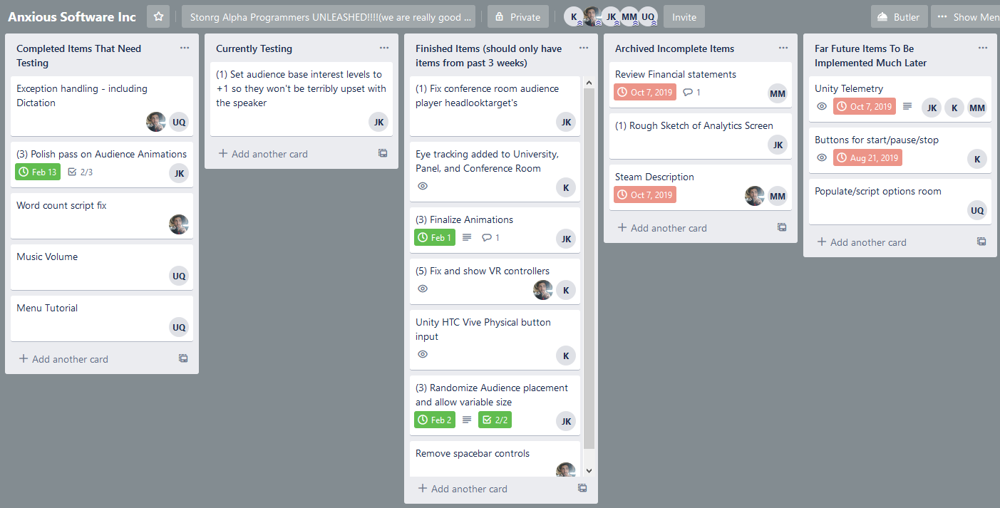 Anxious Software Inc
Stonrg Alpha Programmers UNLEASHED!!!!(we are really good ...
Private
K
JK
MM
UQ
Invite
Butler
Show Men
Completed Items That Need
Testing
Exception handling - including
Dictation
UQ
(3) Polish pass on Audience Animations
Feb 13
2/3
JK
Word count script fix
Music Volume
UQ
Menu Tutorial
UQ
Add another card
Currently Testing
(1) Set audience base interest levels to
+1 so they won't be terribly upset with
the speaker
JK
Add another card
Finished Items (should only have
items from past 3 weeks)
(1) Fix conference room audience
player headlooktarget's
JK
Eye tracking added to University,
Panel, and Conference Room
K
(3) Finalize Animations
Feb 1
1
JK
(5) Fix and show VR controllers
K
Unity HTC Vive Physical button
input
K
(3) Randomize Audience placement
and allow variable size
Feb 2
2/2
JK
Remove spacebar controls
Add another card
Archived Incomplete Items
Review Financial statements
Oct 7, 2019
1
MM
(1) Rough Sketch of Analytics Screen
JK
Steam Description
Oct 7, 2019
MM
Add another card
Far Future Items To Be
Implemented Much Later
Unity Telemetry
Oct 7, 2019
JK
K
MM
Buttons for start/pause/stop
Aug 21, 2019
K
Populate/script options room
UQ
Add another card